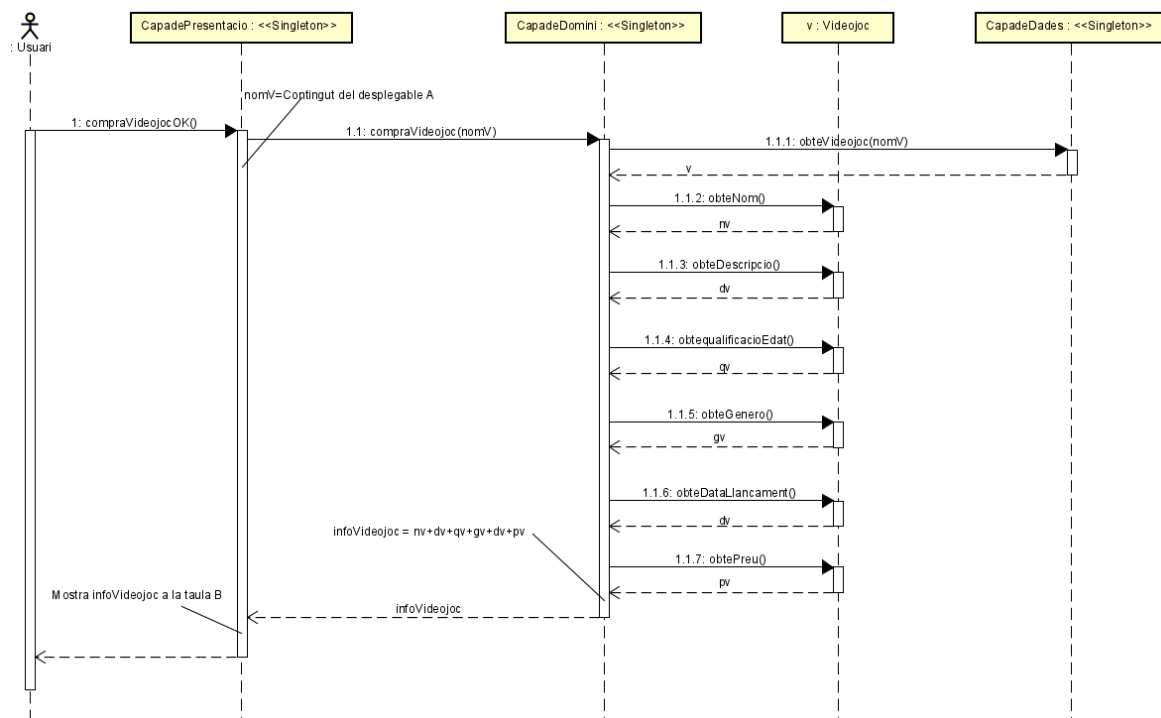 : Usuari
CapadePresentacio : <<Singleton>>
CapadeDomini : <<Singleton>>
v : Videojoc
CapadeDades : <<Singleton>>
nomV=Contingut del desplegable A
1: compraVideojocOK()
1.1: compraVideojoc(nomV)
1.1.1: obteVideojoc(nomV)
v
1.1.2: obteNom()
nv
1.1.3: obteDescripcio()
dv
1.1.4: obtequalificacioEdat()
qv
1.1.5: obteGenero()
gv
1.1.6: obteDataLlancament()
dv
infoVideojoc = nv+dv+qv+gv+dv+pv
1.1.7: obtePreu()
pv
Mostra infoVideojoc a la taula B
infoVideojoc